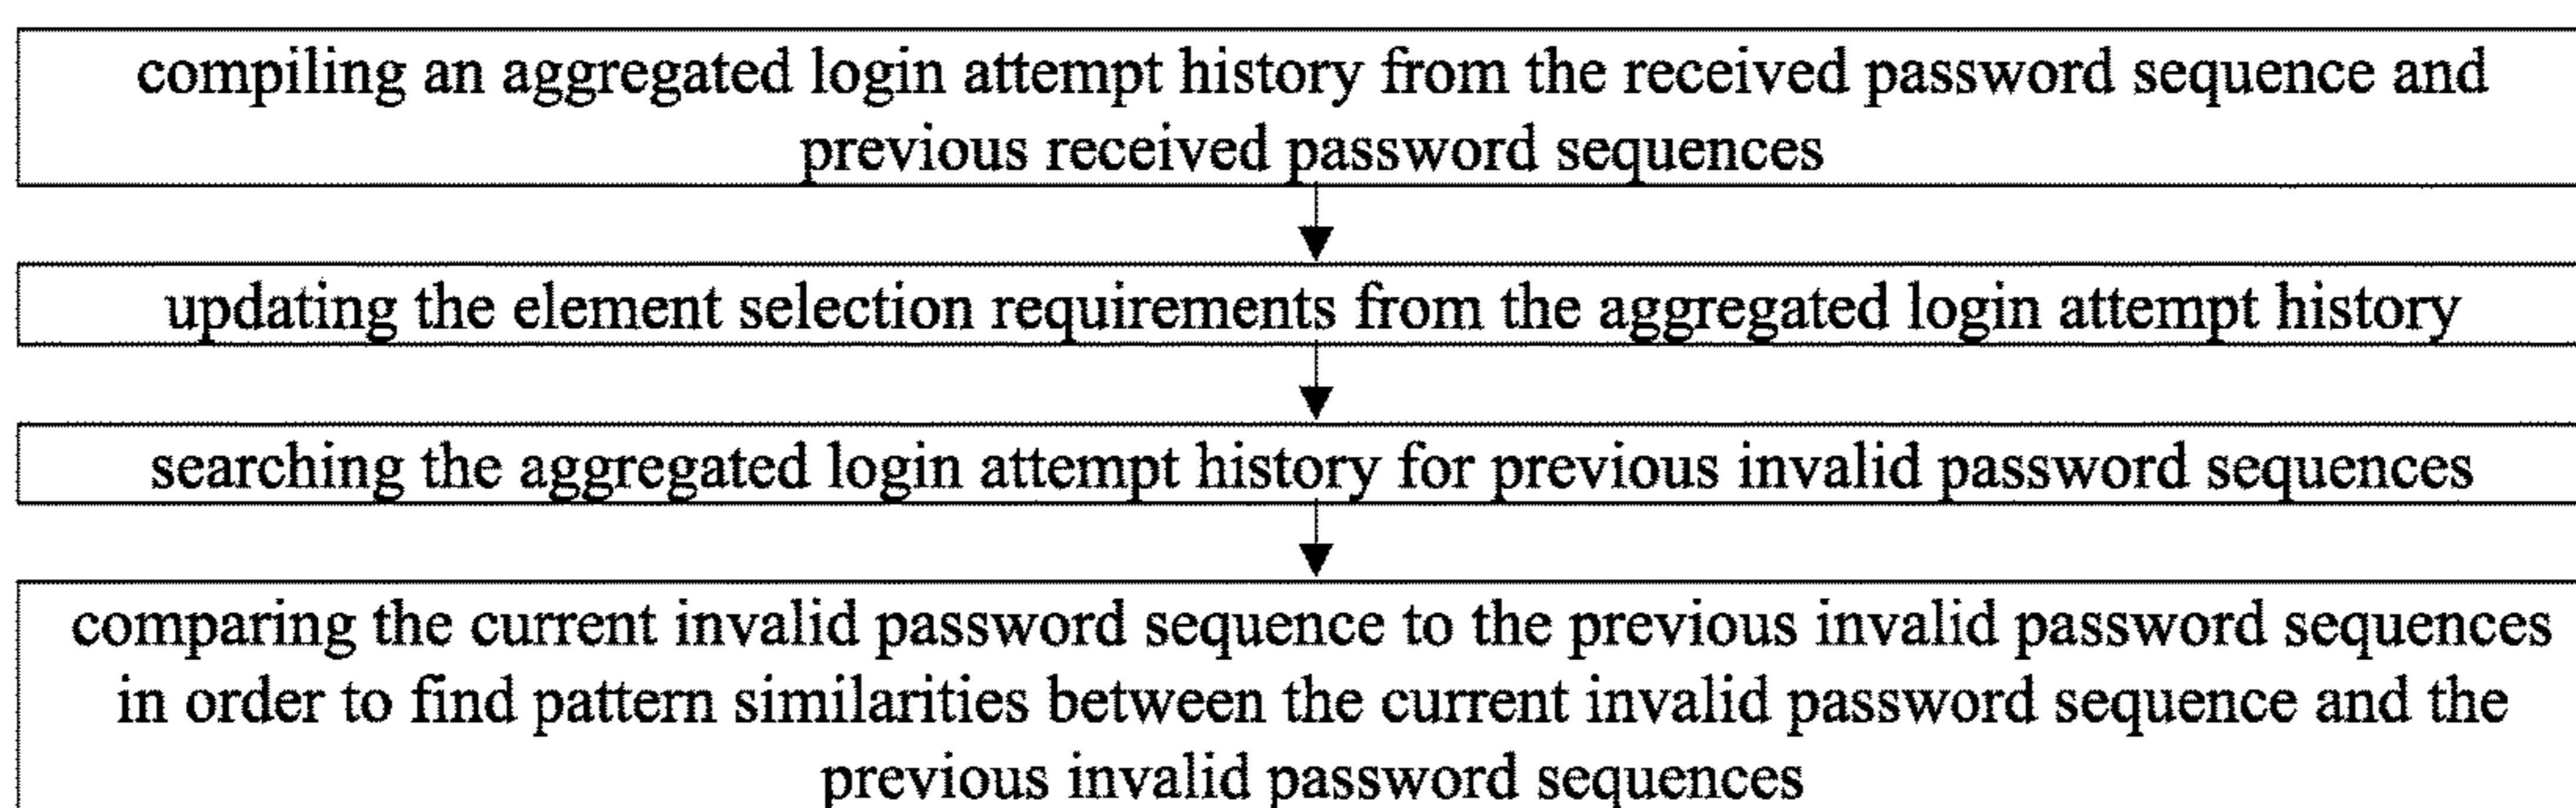 compiling an aggregated login attempt history from the received password sequence and
previous received password sequences
updating the element selection requirements from the aggregated login attempt history
searching the aggregated login attempt history for previous invalid password sequences
comparing the current invalid password sequence to the previous invalid password sequences
in order to find pattern similarities between the current invalid password sequence and the
previous invalid password sequences